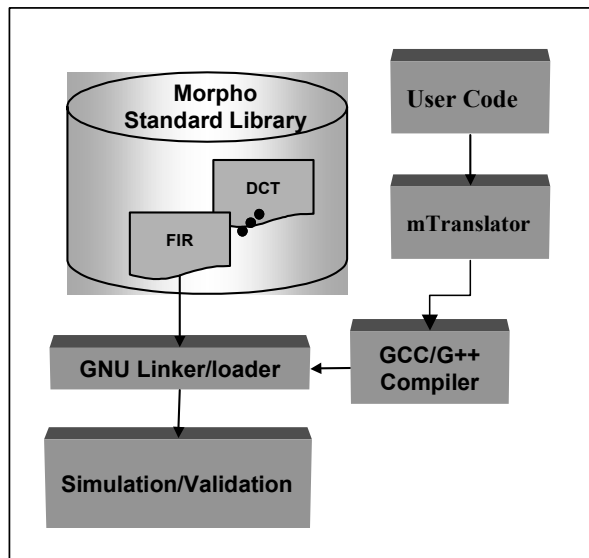 Morpho
Standard Library
DCT
FIR
User Code
mTranslator
GCC/G++
Compiler
GNU Linker/loader
Simulation/Validation